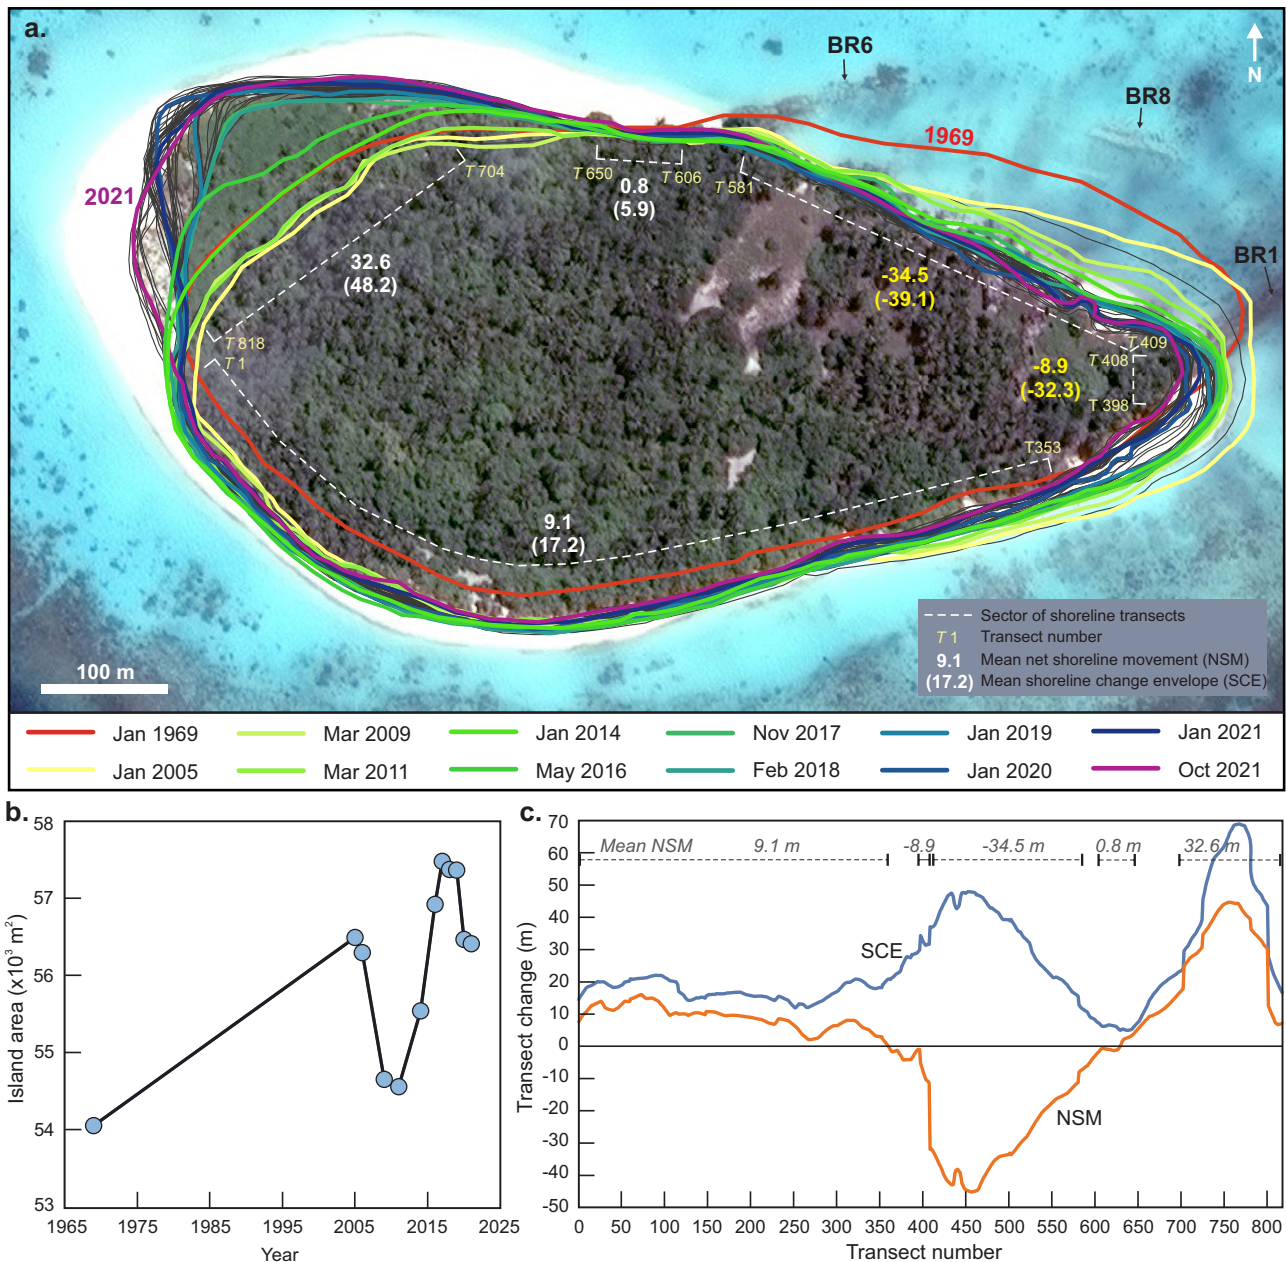 a.
BR6
BR8
N
1969
2021
T 704
T 650
T 606
T 581
0.8
(5.9)
BR1
32.6
(48.2)
-34.5
(-39.1)
T 818
T 1
T 409
T 408
-8.9
(-32.3)
T 398
T353
9.1
(17.2)
100 m
Sector of shoreline transects
T 1 Transect number
9.1 Mean net shoreline movement (NSM)
(17.2) Mean shoreline change envelope (SCE)
Jan 1969 Mar 2009 Jan 2014 Nov 2017 Jan 2019 Jan 2021
Jan 2005 Mar 2011 May 2016 Feb 2018 Jan 2020 Oct 2021
b.
58
57
56
55
54
53
Island area (x10³ m²)
1965 1975 1985 1995 2005 2015 2025
Year
c.
70
60
50
40
30
20
10
0
-10
-20
-30
-40
-50
Transect change (m)
Mean NSM 9.1 m -8.9 -34.5 m 0.8 m 32.6 m
SCE
NSM
0 50 100 150 200 250 300 350 400 450 500 550 600 650 700 750 800
Transect number